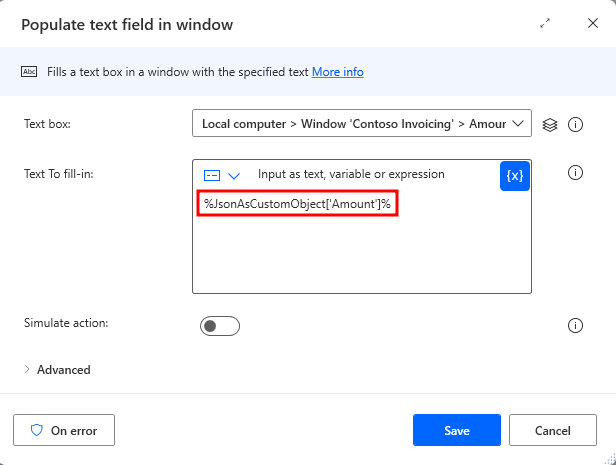 Populate text field in window
Abc Fills a text box in a window with the specified text More info
Text box: Local computer > Window 'Contoso Invoicing' > Amour
Text To fill-in: Input as text, variable or expression {x}
%JsonAsCustomObject['Amount']%
Simulate action:
Advanced
On error Save Cancel